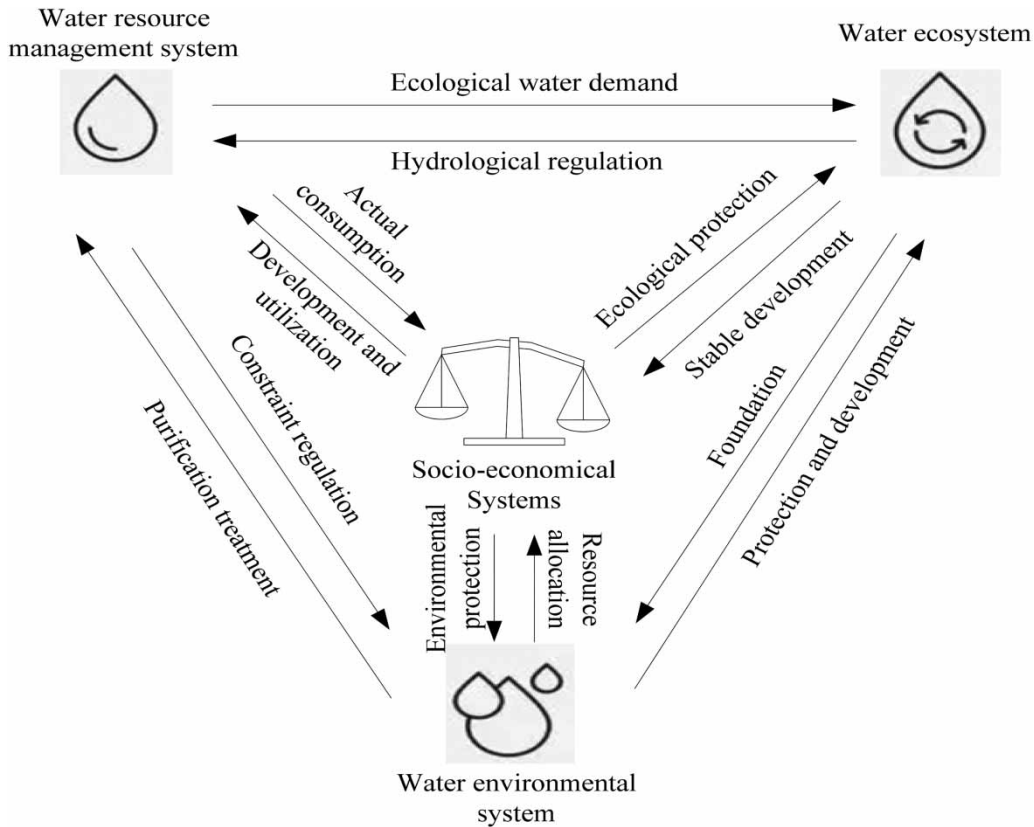 Water resource
management system
Water ecosystem
Ecological water demand
Hydrological regulation
Actual
consumption
Development and
utilization
Ecological protection
Stable development
Constraint regulation
Purification treatment
Foundation
Protection and development
Socio-economical
Systems
Environmental
protection
Resource
allocation
Water environmental
system